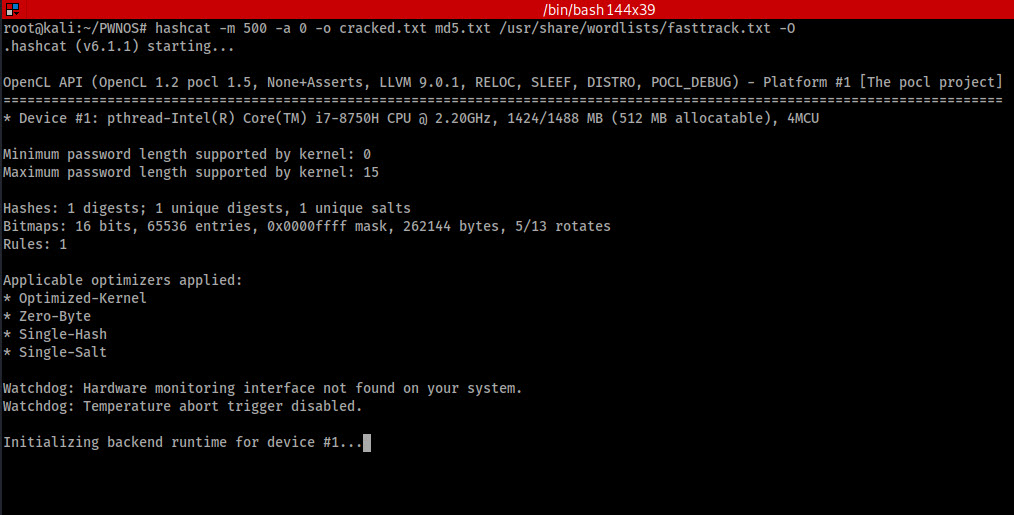 /bin/bash 144x39
root@kali:~/PWNOS# hashcat -m 500 -a 0 -o cracked.txt md5.txt /usr/share/wordlists/fasttrack.txt -O
.hashcat (v6.1.1) starting...
OpenCL API (OpenCL 1.2 pocl 1.5, None+Asserts, LLVM 9.0.1, RELOC, SLEEF, DISTRO, POCL_DEBUG) - Platform #1 [The pocl project]
=============================================================================================================================
* Device #1: pthread-Intel(R) Core(TM) i7-8750H CPU @ 2.20GHz, 1424/1488 MB (512 MB allocatable), 4MCU
Minimum password length supported by kernel: 0
Maximum password length supported by kernel: 15
Hashes: 1 digests; 1 unique digests, 1 unique salts
Bitmaps: 16 bits, 65536 entries, 0x0000ffff mask, 262144 bytes, 5/13 rotates
Rules: 1
Applicable optimizers applied:
* Optimized-Kernel
* Zero-Byte
* Single-Hash
* Single-Salt
Watchdog: Hardware monitoring interface not found on your system.
Watchdog: Temperature abort trigger disabled.
Initializing backend runtime for device #1...